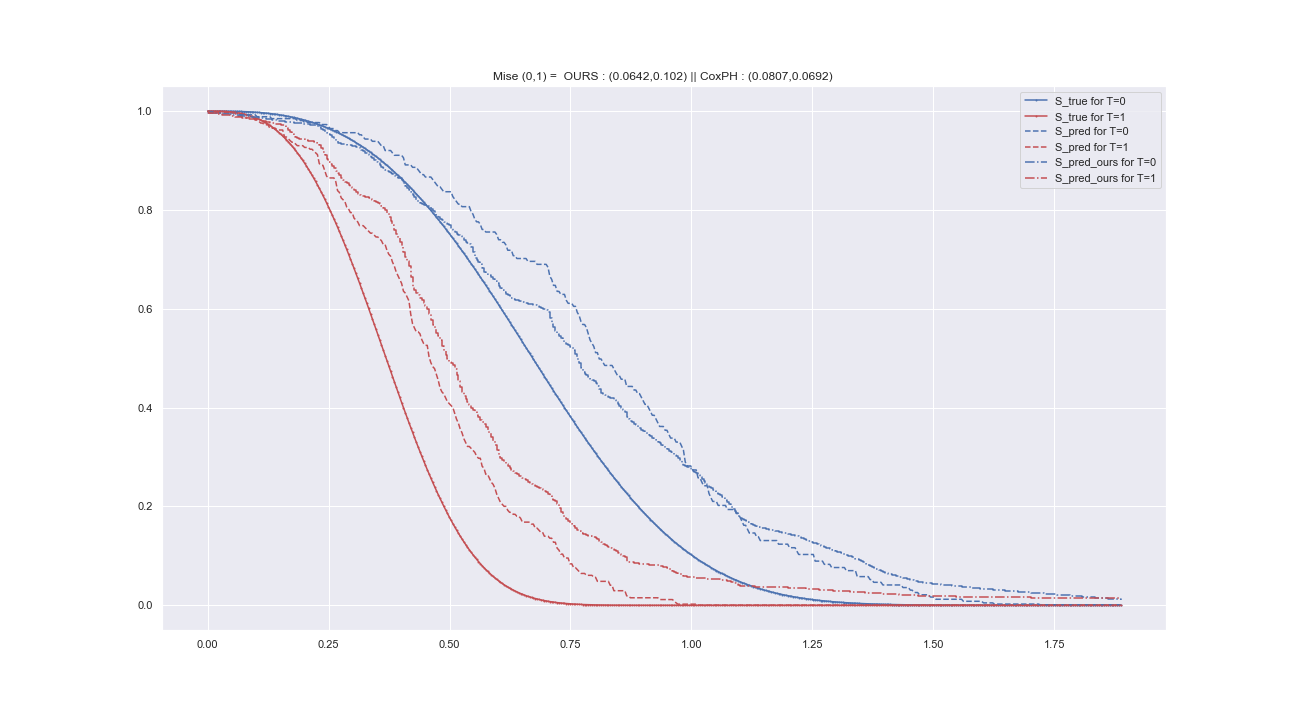 Mise (0,1) =  OURS : (0.0642,0.102) || CoxPH : (0.0807,0.0692)
S_true for T=0
S_true for T=1
S_pred for T=0
S_pred for T=1
S_pred_ours for T=0
S_pred_ours for T=1
1.0
0.8
0.6
0.4
0.2
0.0
0.00 0.25 0.50 0.75 1.00 1.25 1.50 1.75